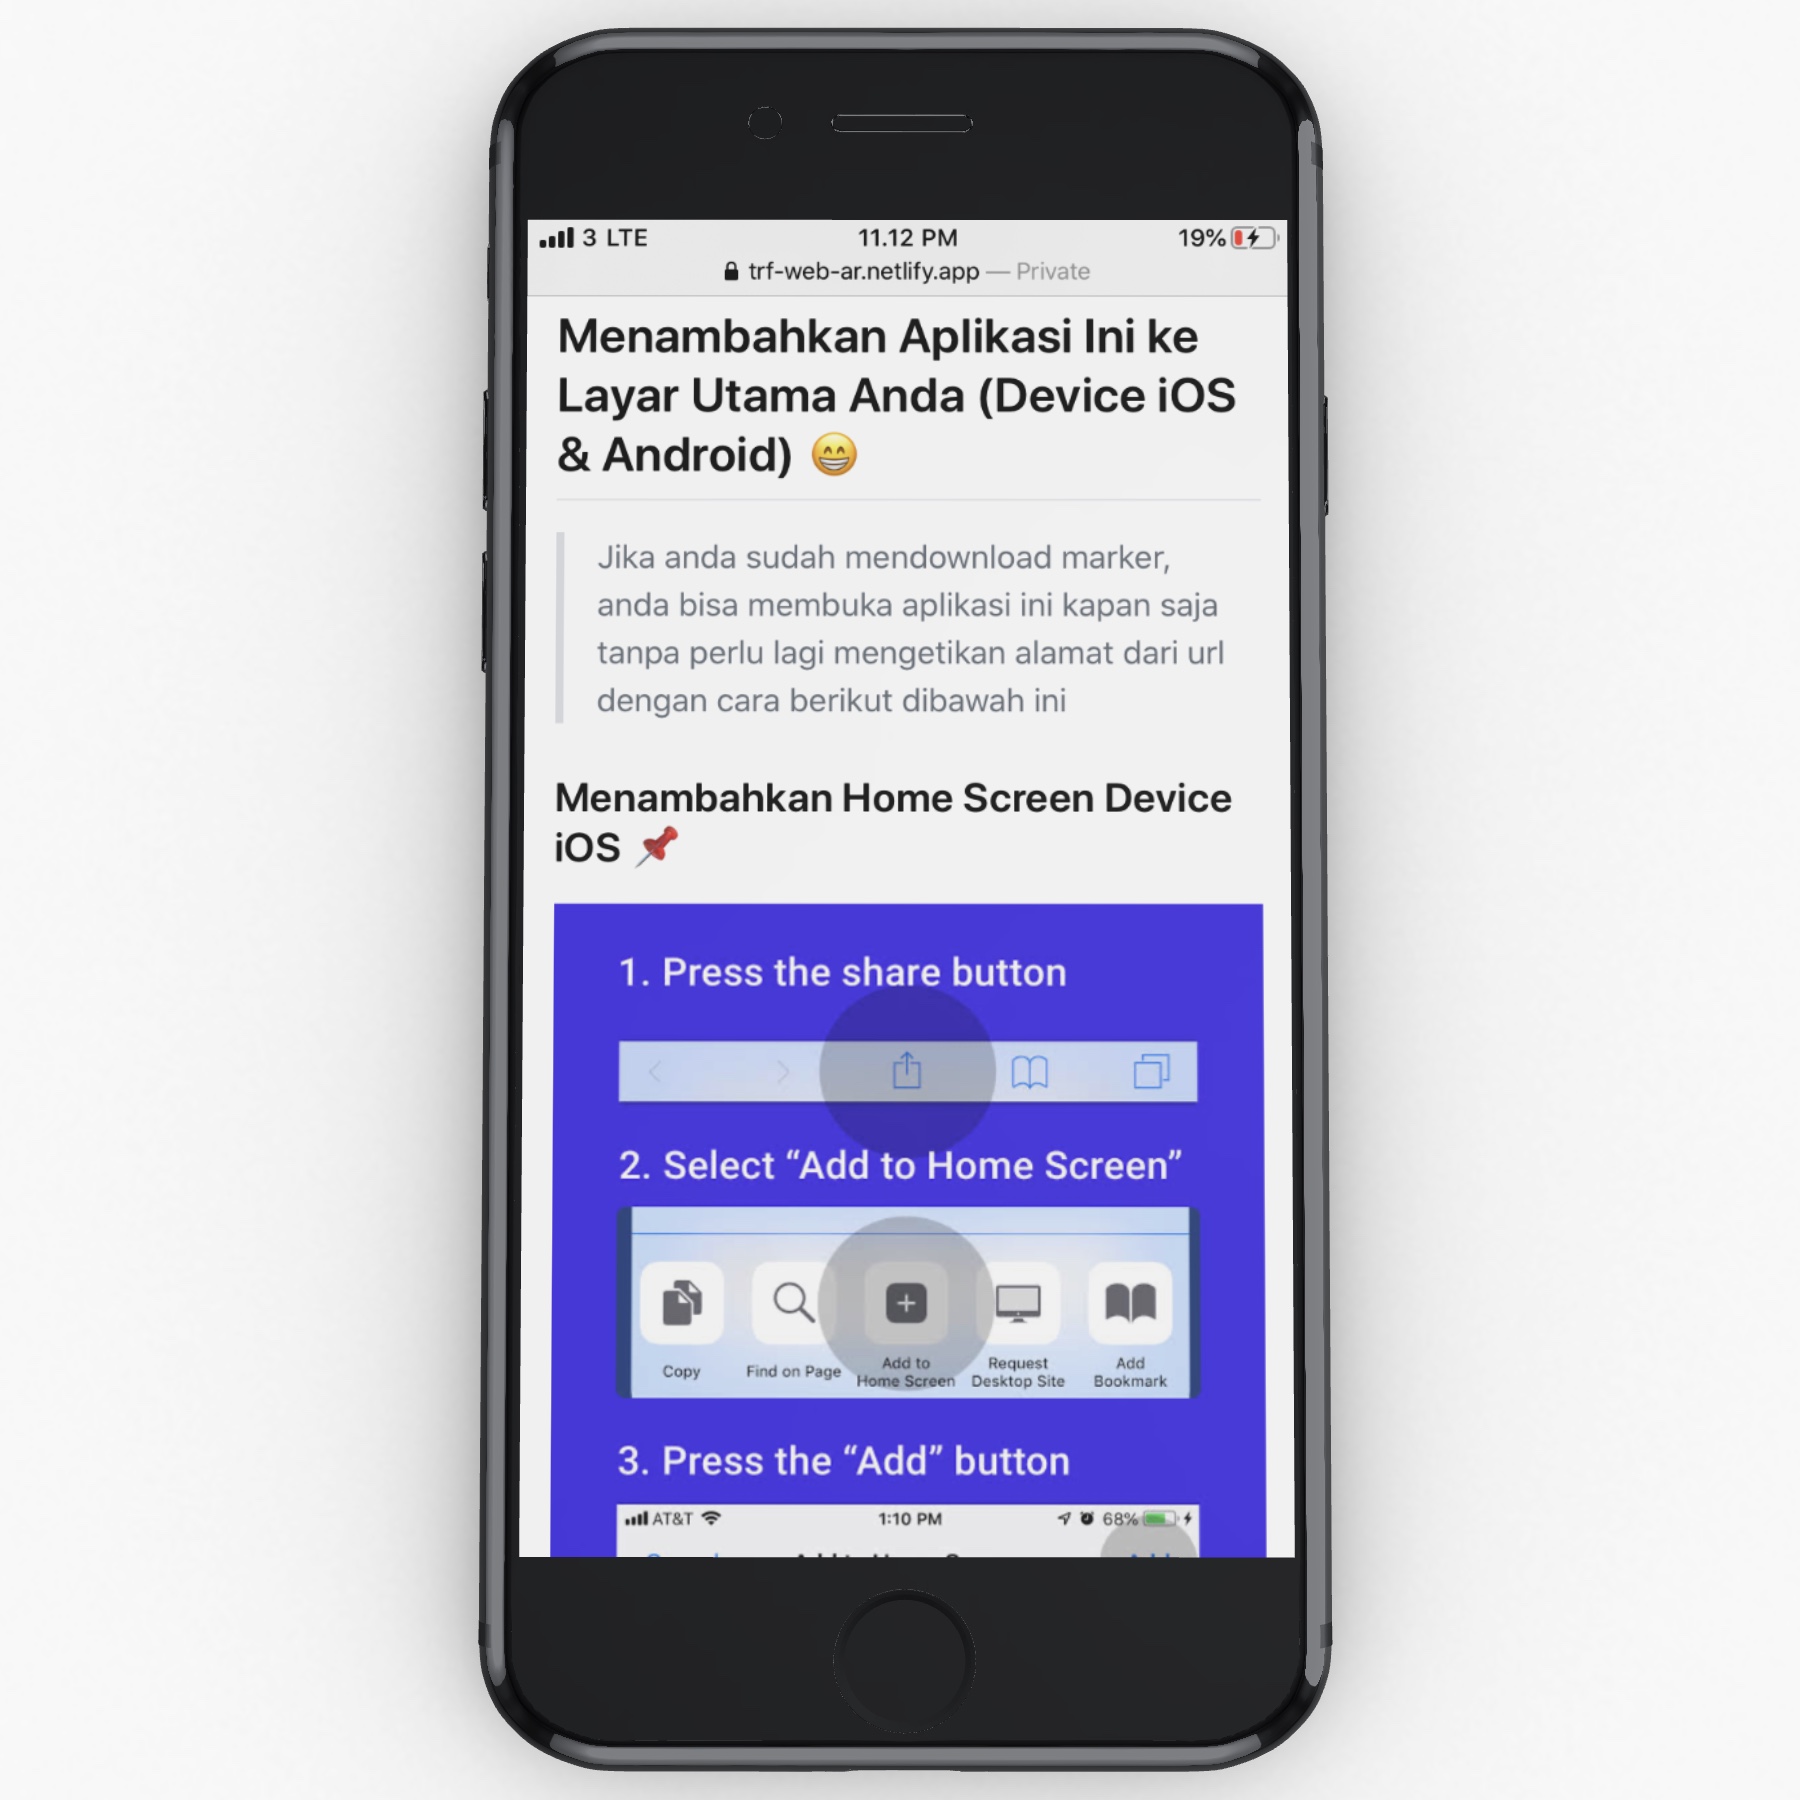 3 LTE 11.12 PM 19%
trf-web-ar.netlify.app — Private
Menambahkan Aplikasi Ini ke
Layar Utama Anda (Device iOS
& Android) 😁
Jika anda sudah mendownload marker,
anda bisa membuka aplikasi ini kapan saja
tanpa perlu lagi mengetikan alamat dari url
dengan cara berikut dibawah ini
Menambahkan Home Screen Device
iOS 📌
1. Press the share button
2. Select “Add to Home Screen”
Copy
Find on Page
Add to
Home Screen
Request
Desktop Site
Add
Bookmark
3. Press the “Add” button
AT&T 1:10 PM 68%